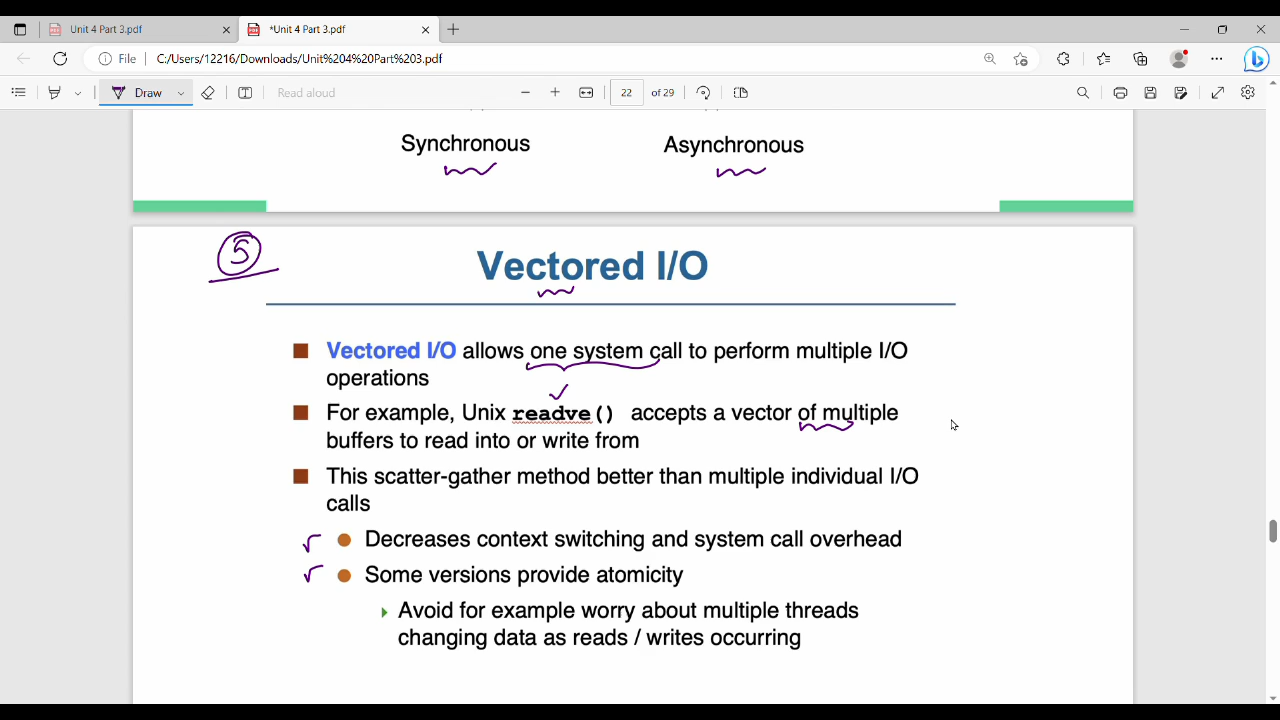 Unit 4 Part 3.pdf
*Unit 4 Part 3.pdf
File
C:/Users/12216/Downloads/Unit%204%20Part%203.pdf
Draw
Read aloud
22
of 29
Synchronous
Asynchronous
5
Vectored I/O
Vectored I/O allows one system call to perform multiple I/O
operations
For example, Unix readve() accepts a vector of multiple
buffers to read into or write from
This scatter-gather method better than multiple individual I/O
calls
Decreases context switching and system call overhead
Some versions provide atomicity
Avoid for example worry about multiple threads
changing data as reads / writes occurring